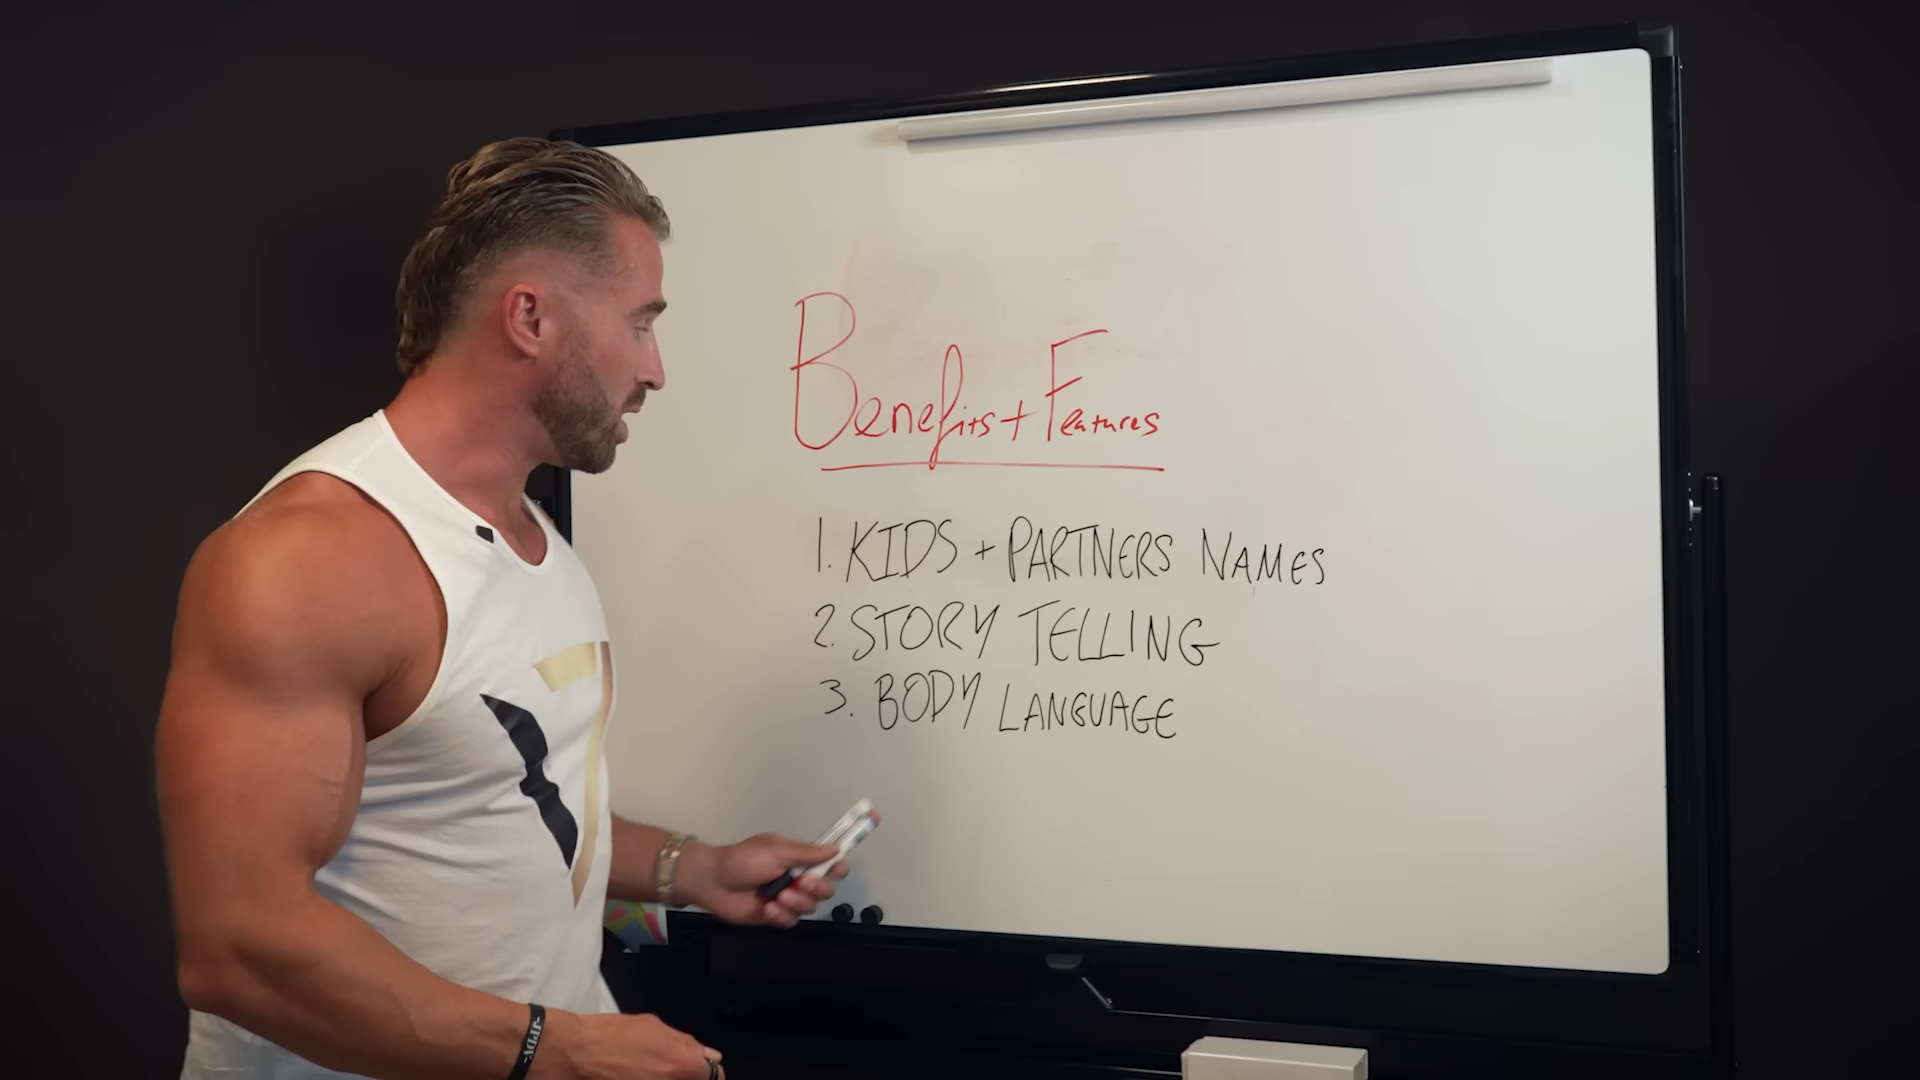 Benefits + Features
1. KIDS + PARTNERS NAMES
2. STORY TELLING
3. BODY LANGUAGE